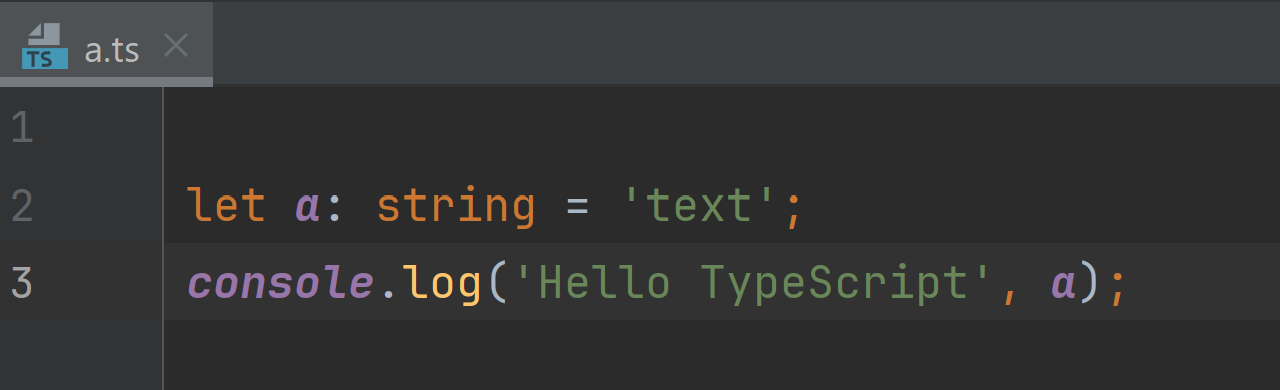 TS a.ts
1
2 let a: string = 'text';
3 console.log('Hello TypeScript', a);